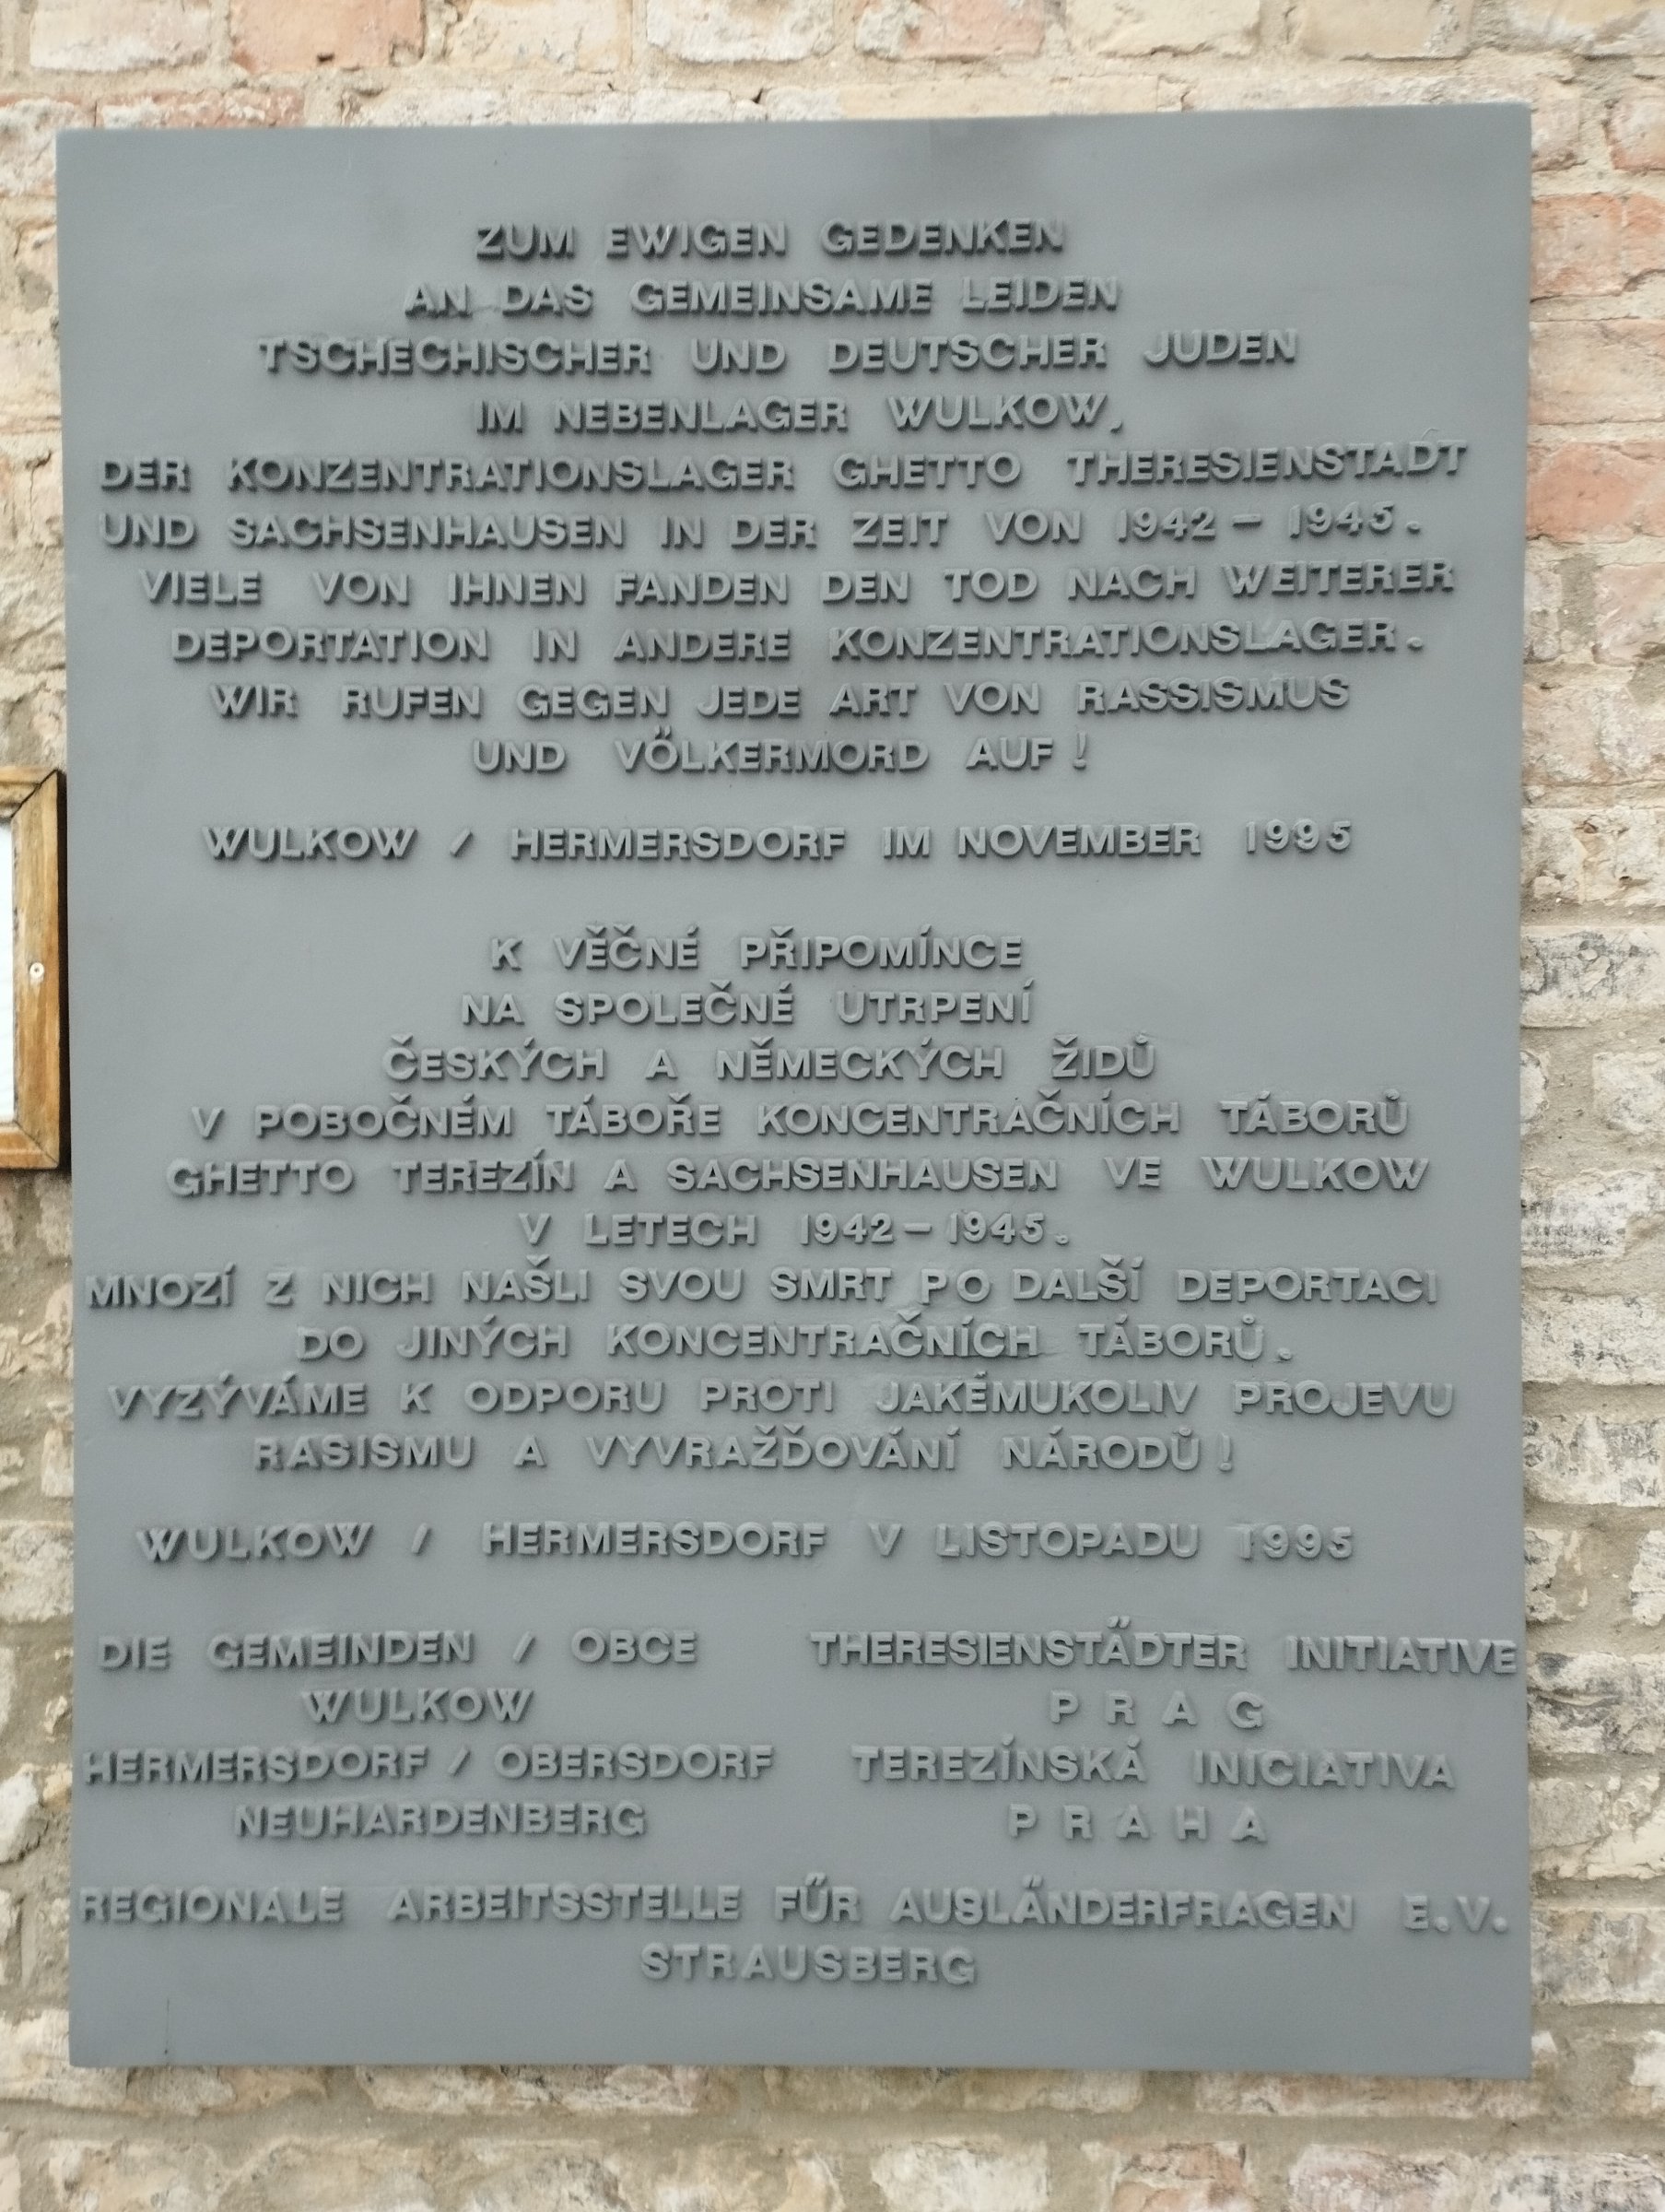 ZUM EWIGEN GEDENKEN
AN DAS GEMEINSAME LEIDEN
TSCHECHISCHER UND DEUTSCHER JUDEN
IM NEBENLAGER WULKOW,
DER KONZENTRATIONSLAGER GHETTO THERESIENSTADT
UND SACHSENHAUSEN IN DER ZEIT VON 1942 – 1945.
VIELE VON IHNEN FANDEN DEN TOD NACH WEITERER
DEPORTATION IN ANDERE KONZENTRATIONSLAGER.
WIR RUFEN GEGEN JEDE ART VON RASSISMUS
UND VÖLKERMORD AUF!
WULKOW / HERMERSDORF IM NOVEMBER 1995
K VĚČNÉ PŘIPOMÍNCE
NA SPOLEČNÉ UTRPENÍ
ČESKÝCH A NĚMECKÝCH ŽIDŮ
V POBOČNÉM TÁBOŘE KONCENTRAČNÍCH TÁBORŮ
GHETTO TEREZÍN A SACHSENHAUSEN VE WULKOW
V LETECH 1942 – 1945.
MNOZÍ Z NICH NAŠLI SVOU SMRT PO DALŠÍ DEPORTACI
DO JINÝCH KONCENTRAČNÍCH TÁBORŮ.
VYZÝVÁME K ODPORU PROTI JAKÉMUKOLIV PROJEVU
RASISMU A VYVRAŽĎOVÁNÍ NÁRODŮ!
WULKOW / HERMERSDORF V LISTOPADU 1995
DIE GEMEINDEN / OBCE
WULKOW
HERMERSDORF / OBERSDORF
NEUHARDENBERG
THERESIENSTÄDTER INITIATIVE
PRAG
TEREZÍNSKÁ INICIATIVA
PRAHA
REGIONALE ARBEITSSTELLE FÜR AUSLÄNDERFRAGEN E.V.
STRAUSBERG